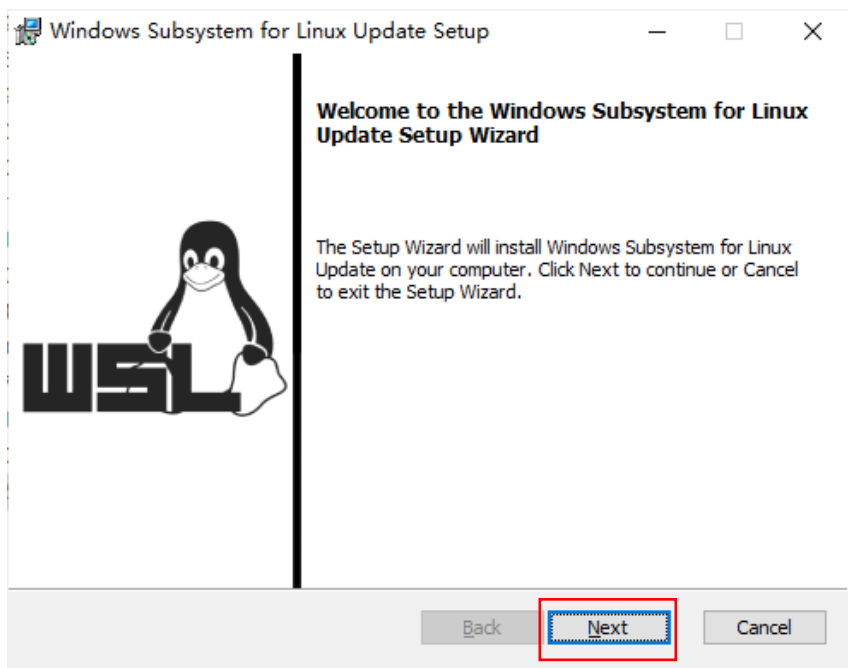 Windows Subsystem for Linux Update Setup
Welcome to the Windows Subsystem for Linux
Update Setup Wizard
The Setup Wizard will install Windows Subsystem for Linux
Update on your computer. Click Next to continue or Cancel
to exit the Setup Wizard.
WSL
Back Next Cancel